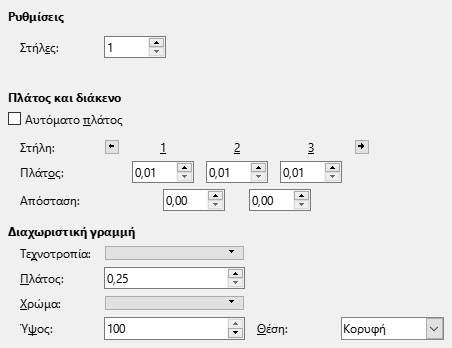 Ρυθμίσεις
Στήλες: 1
Πλάτος και διάκενο
Αυτόματο πλάτος
Στήλη: 1 2 3
Πλάτος: 0,01 0,01 0,01
Απόσταση: 0,00 0,00
Διαχωριστική γραμμή
Τεχνοτροπία:
Πλάτος: 0,25
Χρώμα:
Ύψος: 100 Θέση: Κορυφή